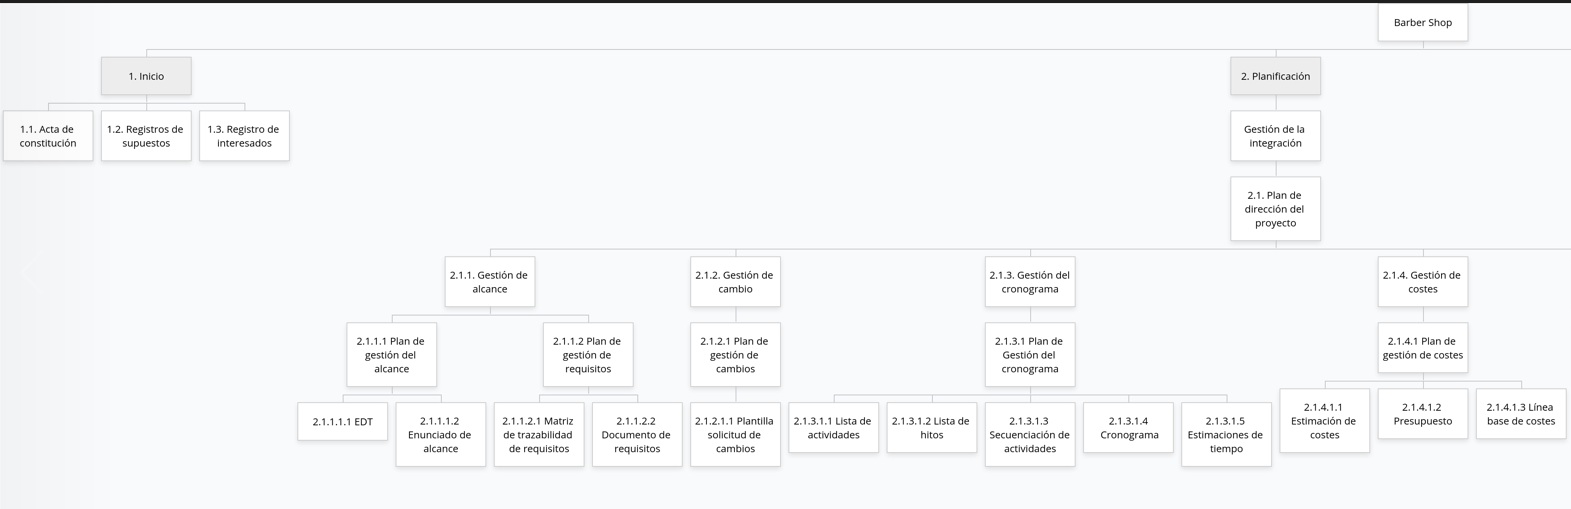 Barber Shop
1. Inicio
2. Planificación
1.1. Acta de
constitución
1.2. Registros de
supuestos
1.3. Registro de
interesados
Gestión de la
integración
2.1. Plan de
dirección del
proyecto
2.1.1. Gestión de
alcance
2.1.2. Gestión de
cambio
2.1.3. Gestión del
cronograma
2.1.4. Gestión de
costes
2.1.1.1 Plan de
gestión del
alcance
2.1.1.2 Plan de
gestión de
requisitos
2.1.2.1 Plan de
gestión de
cambios
2.1.3.1 Plan de
Gestión del
cronograma
2.1.4.1 Plan de
gestión de costes
2.1.1.1.1 EDT
2.1.1.1.2
Enunciado de
alcance
2.1.1.2.1 Matriz
de trazabilidad
de requisitos
2.1.1.2.2
Documento de
requisitos
2.1.2.1.1 Plantilla
solicitud de
cambios
2.1.3.1.1 Lista de
actividades
2.1.3.1.2 Lista de
hitos
2.1.3.1.3
Secuenciación de
actividades
2.1.3.1.4
Cronograma
2.1.3.1.5
Estimaciones de
tiempo
2.1.4.1.1
Estimación de
costes
2.1.4.1.2
Presupuesto
2.1.4.1.3 Línea
base de costes